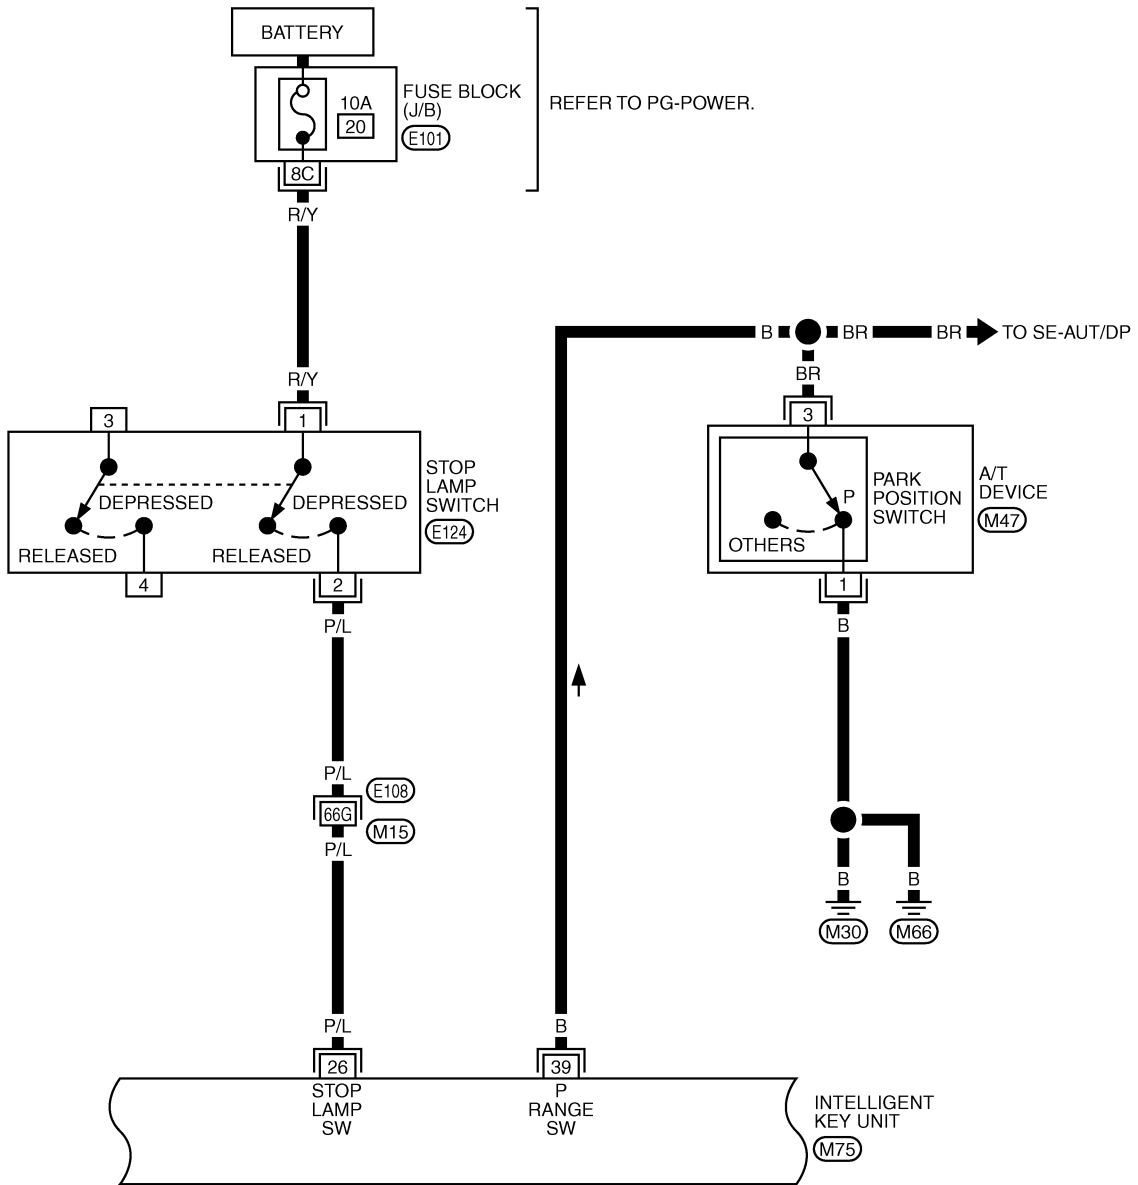 BATTERY
10A
20
FUSE BLOCK
(J/B)
E101
REFER TO PG-POWER.
8C
R/Y
R/Y
B
BR
BR
TO SE-AUT/DP
BR
3
1
3
DEPRESSED
DEPRESSED
RELEASED
RELEASED
STOP
LAMP
SWITCH
E124
4
2
P
OTHERS
PARK
POSITION
SWITCH
A/T
DEVICE
M47
1
P/L
B
P/L
E108
66G
M15
P/L
B
B
M30
M66
P/L
B
26
39
STOP
LAMP
SW
P
RANGE
SW
INTELLIGENT
KEY UNIT
M75